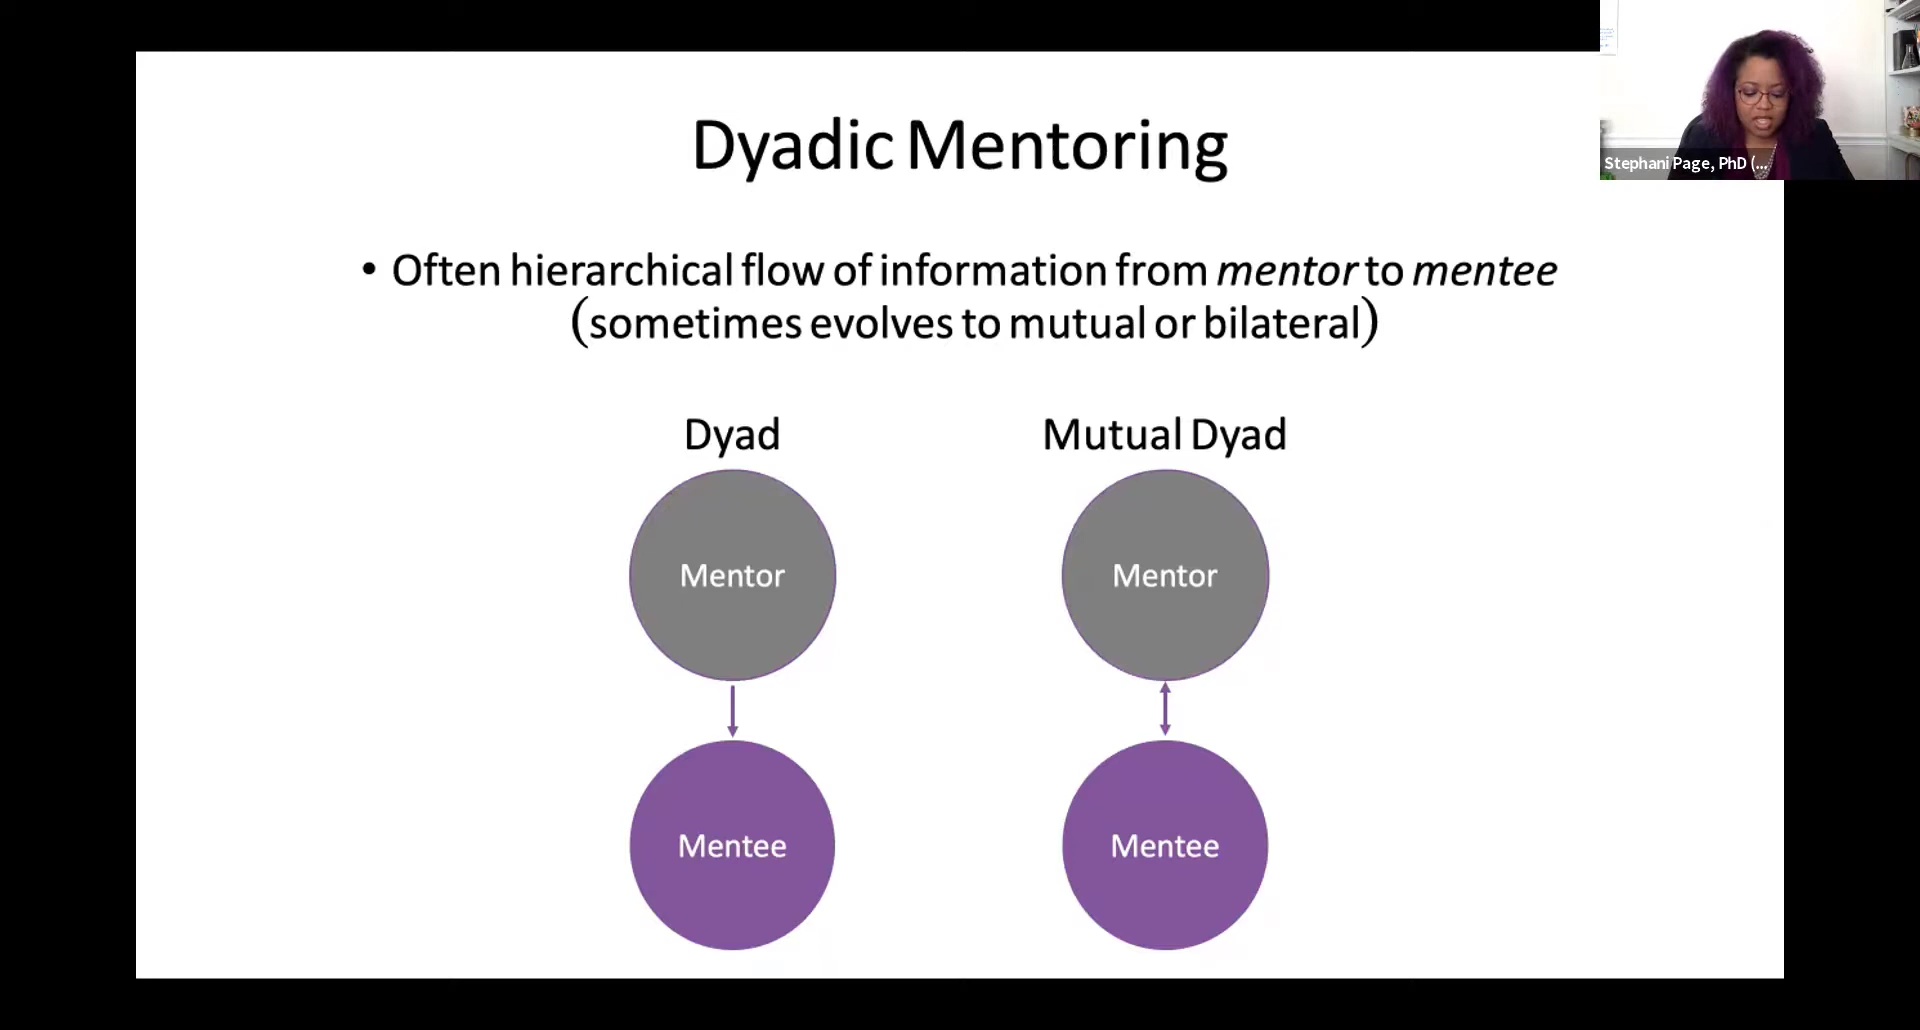 Dyadic Mentoring
• Often hierarchical flow of information from mentor to mentee
(sometimes evolves to mutual or bilateral)
Dyad
Mutual Dyad
Mentor
Mentor
Mentee
Mentee
Stephani Page, PhD (...